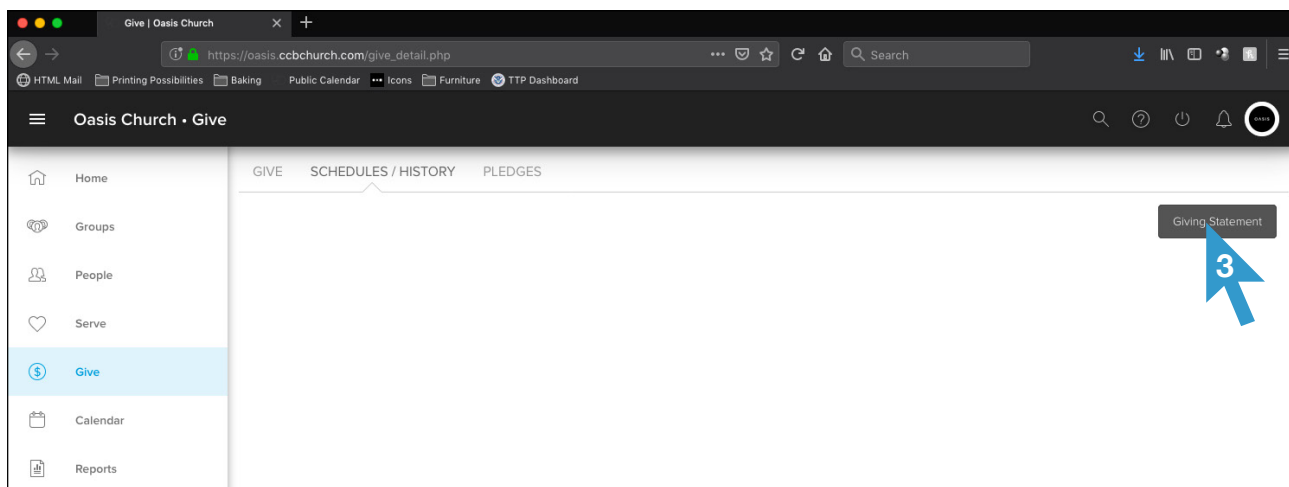 Give | Oasis Church
https://oasis.ccbchurch.com/give_detail.php
Search
HTML Mail Printing Possibilities Baking Public Calendar Icons Furniture TTP Dashboard
Oasis Church • Give
OASIS
Home
Groups
People
Serve
Give
Calendar
Reports
GIVE SCHEDULES / HISTORY PLEDGES
Giving Statement
3